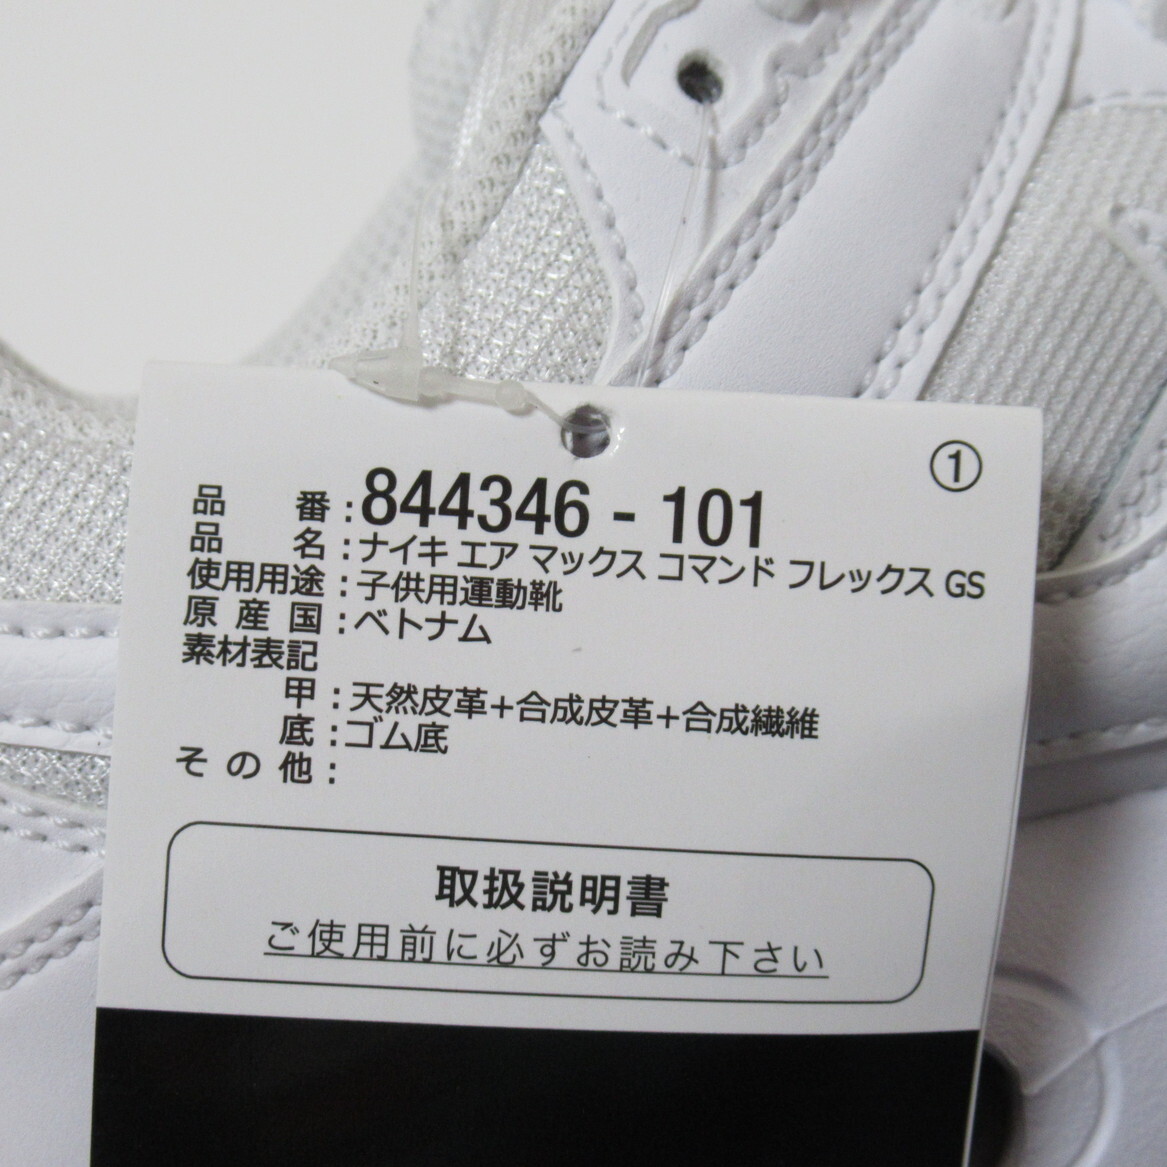 ①
品番:844346-101
品名:ナイキ エア マックス コマンド フレックス GS
使用用途:子供用運動靴
原産国:ベトナム
素材表記
甲:天然皮革+合成皮革+合成繊維
底:ゴム底
その他:
取扱説明書
ご使用前に必ずお読み下さい